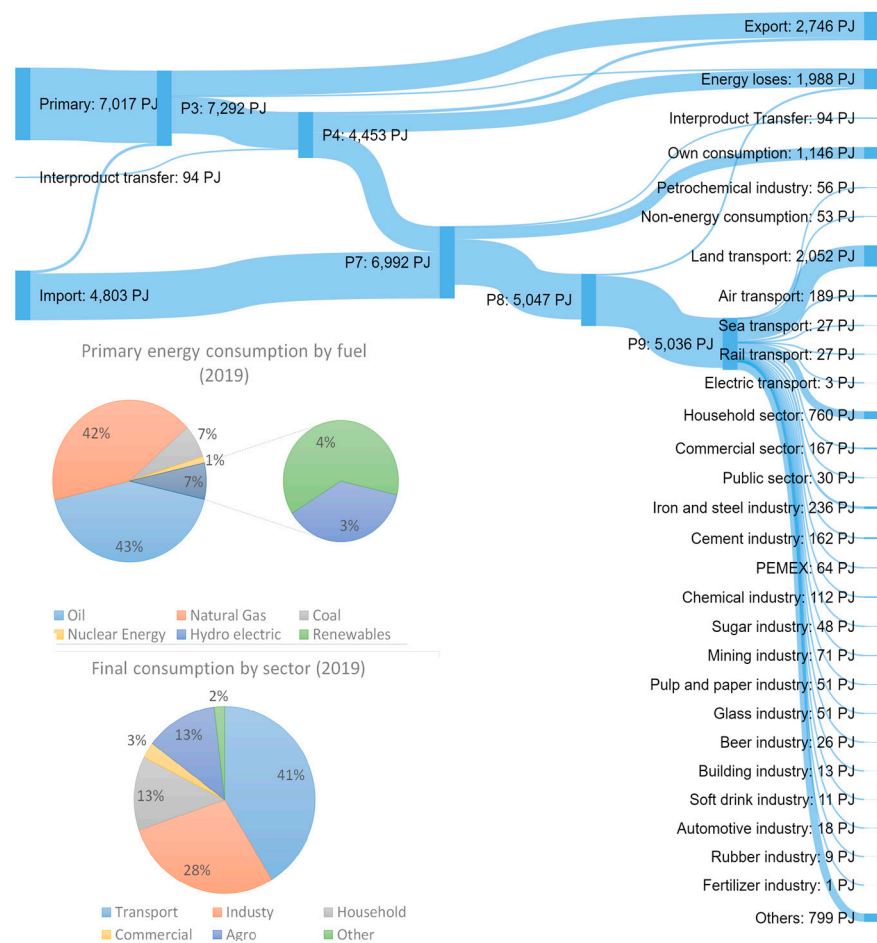 Export: 2,746 PJ
Primary: 7,017 PJ
P3: 7,292 PJ
Energy loses: 1,988 PJ
P4: 4,453 PJ
Interproduct Transfer: 94 PJ
Own consumption: 1,146 PJ
Interproduct transfer: 94 PJ
Petrochemical industry: 56 PJ
Non-energy consumption: 53 PJ
Land transport: 2,052 PJ
P7: 6,992 PJ
Import: 4,803 PJ
Air transport: 189 PJ
P8: 5,047 PJ
Sea transport: 27 PJ
P9: 5,036 PJ
Rail transport: 27 PJ
Electric transport: 3 PJ
Household sector: 760 PJ
Commercial sector: 167 PJ
Public sector: 30 PJ
Iron and steel industry: 236 PJ
Cement industry: 162 PJ
PEMEX: 64 PJ
Chemical industry: 112 PJ
Sugar industry: 48 PJ
Mining industry: 71 PJ
Pulp and paper industry: 51 PJ
Glass industry: 51 PJ
Beer industry: 26 PJ
Building industry: 13 PJ
Soft drink industry: 11 PJ
Automotive industry: 18 PJ
Rubber industry: 9 PJ
Fertilizer industry: 1 PJ
Others: 799 PJ
Primary energy consumption by fuel
(2019)
42%
7%
1%
7%
43%
4%
3%
Oil
Natural Gas
Coal
Nuclear Energy
Hydro electric
Renewables
Final consumption by sector (2019)
2%
13%
3%
41%
13%
28%
Transport
Industy
Household
Commercial
Agro
Other